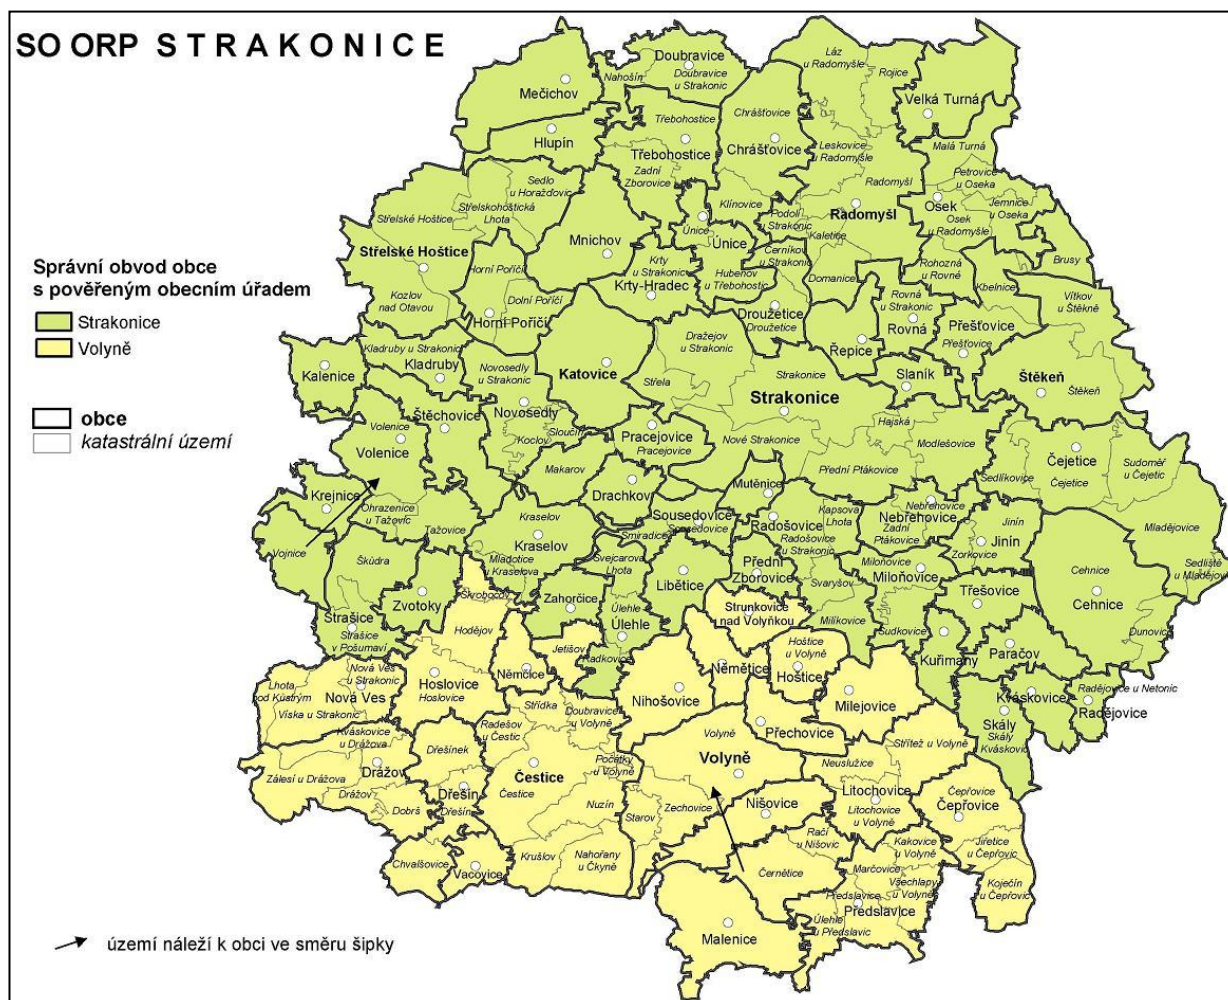 SO ORP STRAKONICE
Správní obvod obce
s pověřeným obecním úřadem
Strakonice
Volyně
obce
katastrální území
území náleží k obci ve směru šipky
Mečichov
Nahošín
Doubravice
Doubravice
u Strakonic
Láz
u Radomyšle
Rojice
Velká Turná
Hlupín
Třebohostice
Třebohostice
Zadní
Zborovice
Chrášťovice
Chrášťovice
Leskovice
u Radomyšle
Malá Turná
Petrovice
u Oseka
Sedlo
u Horažďovic
Střelskohoštická
Lhota
Střelské Hoštice
Střelské Hoštice
Kozlov
nad Otavou
Mnichov
Klínovice
Únice
Únice
Podolí
u Strakonic
Radomyšl
Radomyšl
Kaletice
Osek
Osek
u Radomyšle
Jemnice
u Oseka
Brusy
Horní Poříčí
Dolní Poříčí
Horní Poříčí
Krty
u Strakonic
Krty-Hradec
Hubenov
u Třebohostic
Černíkov
u Strakonic
Domanice
Rohozná
u Rovné
Kbelnice
Vítkov
u Štěkně
Droužetice
Droužetice
Rovná
u Strakonic
Rovná
Přešťovice
Přešťovice
Řepice
Kalenice
Kladruby u Strakonic
Kladruby
Novosedly
u Strakonic
Novosedly
Katovice
Dražejov
u Strakonic
Střela
Strakonice
Strakonice
Slaník
Štěkeň
Štěkeň
Volenice
Volenice
Štěchovice
Koclov
Sloučín
Makarov
Pracejovice
Pracejovice
Nové Strakonice
Hajská
Modlešovice
Přední Ptákovice
Čejetice
Čejetice
Sedlíkovice
Sudoměř
u Čejetic
Mladějovice
Krejnice
Ohrazenice
u Tažovic
Tažovice
Vojnice
Drachkov
Mutěnice
Kraselov
Kraselov
Mladotice
u Kraselova
Smiradice
Sousedovice
Sousedovice
Radošovice
Radošovice
u Strakonic
Kapsova
Lhota
Nebřehovice
Nebřehovice
Zadní
Ptákovice
Jinín
Jinín
Zorkovice
Sedliště
u Mladějovic
Škúdra
Zvotoky
Škrobočov
Švejcarova
Lhota
Libětice
Přední
Zborovice
Svaryšov
Miloňovice
Miloňovice
Sudkovice
Milíkovice
Třešovice
Cehnice
Cehnice
Dunovice
Strašice
Strašice
v Pošumaví
Zahorčice
Úlehle
Úlehle
Radkovice
Strunkovice
nad Volyňkou
Hodějov
Němčice
Jetišov
Kuřimany
Paračov
Kváskovice
Radějovice u Netonic
Radějovice
Skály
Skály
Kváskovic
Nová Ves
u Strakonic
Nová Ves
Lhota
pod Kůstrým
Víska u Strakonic
Hoslovice
Hoslovice
Nihošovice
Němětice
Hoštice
u Volyně
Hoštice
Milejovice
Přechovice
Střídka
Doubravice
u Volyně
Radešov
u Čestic
Kváskovice
u Drážova
Drážov
Zálesí u Drážova
Drážov
Dobrš
Dřešínek
Dřešín
Dřešín
Čestice
Čestice
Počátky
u Volyně
Nuzín
Volyně
Volyně
Starov
Zechovice
Nišovice
Neuslužice
Střítež u Volyně
Litochovice
Litochovice
u Volyně
Čepřovice
Čepřovice
Jiřetice
u Čepřovic
Koječín
u Čepřovic
Chvalšovice
Vacovice
Krušlov
Nahořany
u Čkyně
Račí
u Nišovic
Černětice
Kakovice
u Volyně
Marčovice
Všechlapy
u Volyně
Předslavice
Předslavice
Úlehle
u Předslavic
Malenice